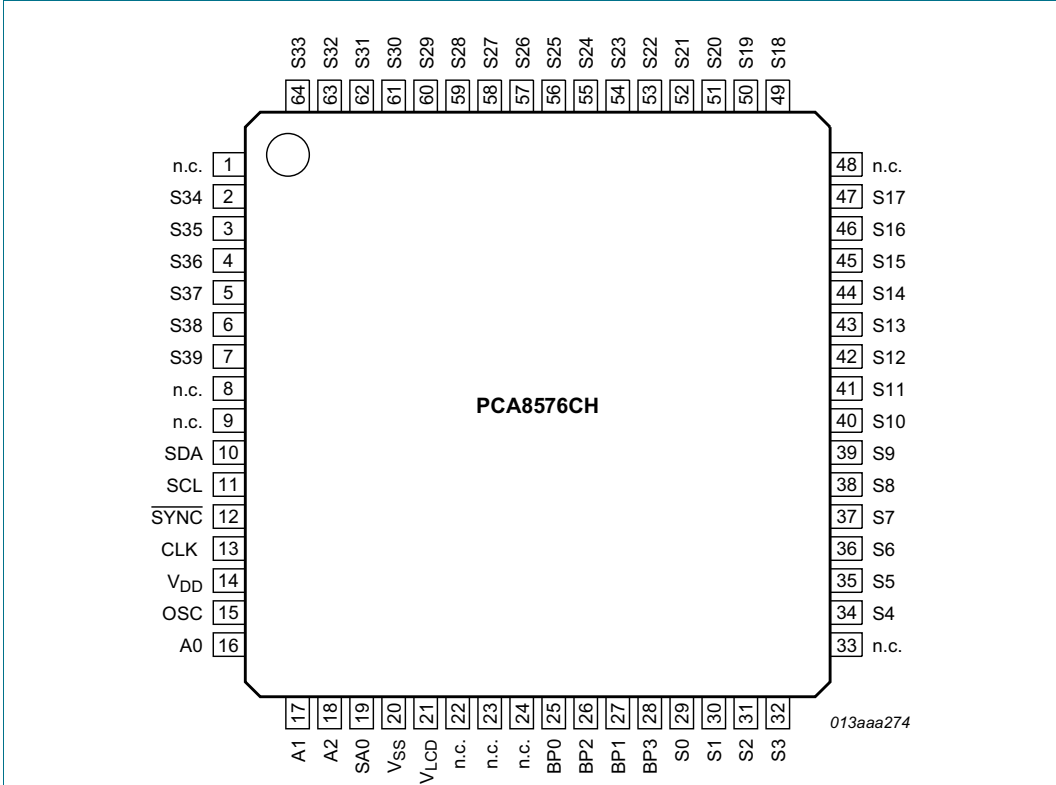 S33 S32 S31 S30 S29 S28 S27 S26 S25 S24 S23 S22 S21 S20 S19 S18
64 63 62 61 60 59 58 57 56 55 54 53 52 51 50 49
n.c. 1
S34 2
S35 3
S36 4
S37 5
S38 6
S39 7
n.c. 8
n.c. 9
SDA 10
SCL 11
SYNC 12
CLK 13
VDD 14
OSC 15
A0 16
PCA8576CH
48 n.c.
47 S17
46 S16
45 S15
44 S14
43 S13
42 S12
41 S11
40 S10
39 S9
38 S8
37 S7
36 S6
35 S5
34 S4
33 n.c.
17 18 19 20 21 22 23 24 25 26 27 28 29 30 31 32
A1 A2 SA0 VSS VLCD n.c. n.c. n.c. BP0 BP2 BP1 BP3 S0 S1 S2 S3
013aaa274